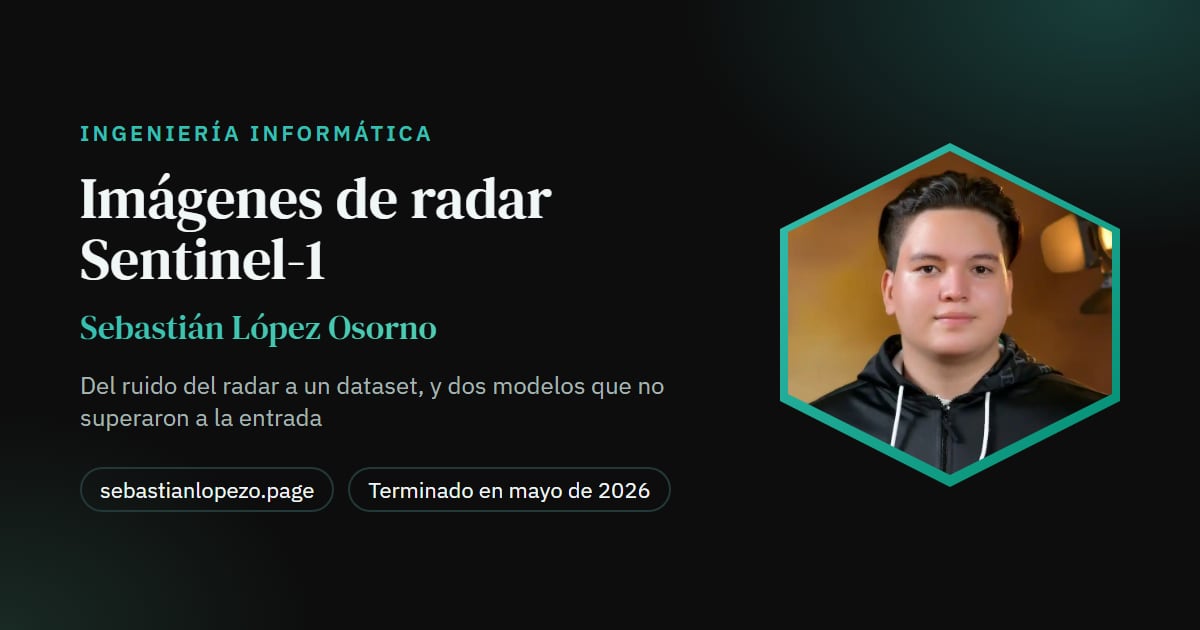 INGENIERÍA INFORMÁTICA
Imágenes de radar
Sentinel-1
Sebastián López Osorno
Del ruido del radar a un dataset, y dos modelos que no
superaron a la entrada
sebastianlopezo.page
Terminado en mayo de 2026